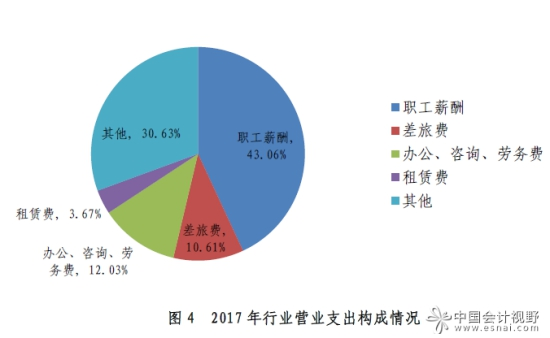 职工薪酬,
43.06%
差旅费,
10.61%
办公、咨询、劳
务费, 12.03%
租赁费, 3.67%
其他, 30.63%
职工薪酬
差旅费
办公、咨询、劳务费
租赁费
其他
图 4 2017 年行业营业支出构成情况
中国会计视野
www.esnai.com